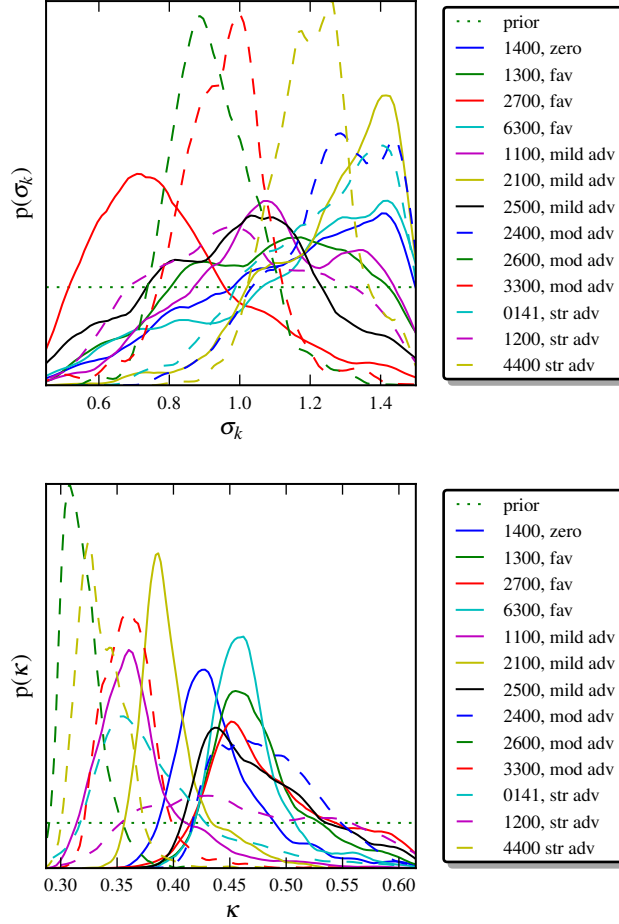 p(σk)
0.6 0.8 1.0 1.2 1.4
σk
prior
1400, zero
1300, fav
2700, fav
6300, fav
1100, mild adv
2100, mild adv
2500, mild adv
2400, mod adv
2600, mod adv
3300, mod adv
0141, str adv
1200, str adv
4400 str adv
p(κ)
0.30 0.35 0.40 0.45 0.50 0.55 0.60
κ
prior
1400, zero
1300, fav
2700, fav
6300, fav
1100, mild adv
2100, mild adv
2500, mild adv
2400, mod adv
2600, mod adv
3300, mod adv
0141, str adv
1200, str adv
4400 str adv